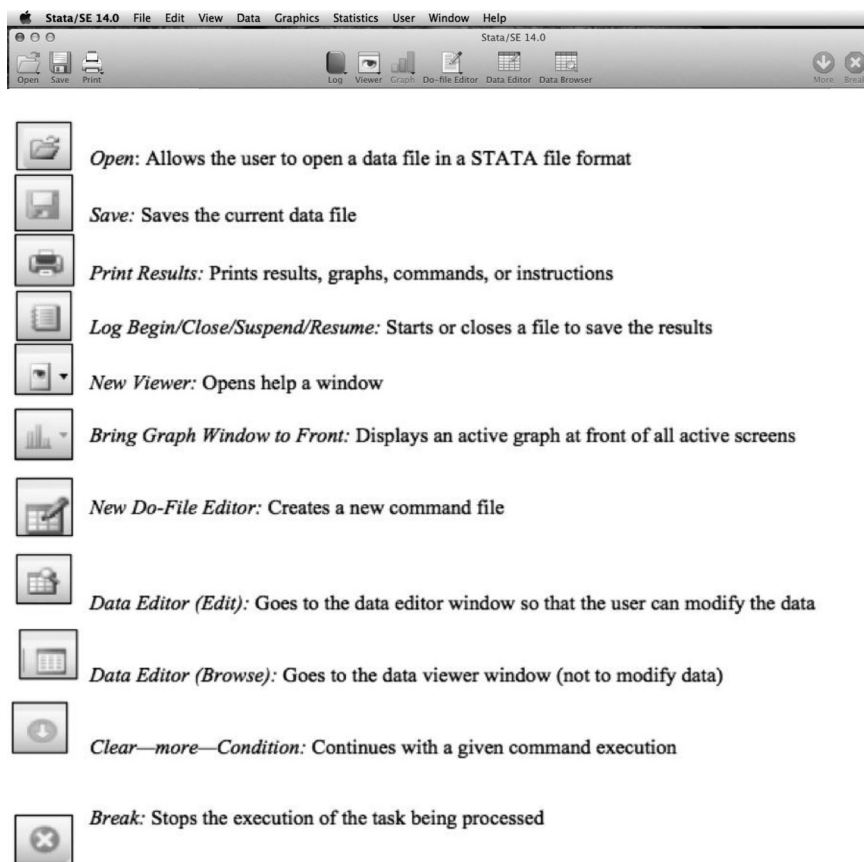 Stata/SE 14.0 File Edit View Data Graphics Statistics User Window Help
Stata/SE 14.0
Open Save Print Log Viewer Graph Do-file Editor Data Editor Data Browser More Break
Open: Allows the user to open a data file in a STATA file format
Save: Saves the current data file
Print Results: Prints results, graphs, commands, or instructions
Log Begin/Close/Suspend/Resume: Starts or closes a file to save the results
New Viewer: Opens help a window
Bring Graph Window to Front: Displays an active graph at front of all active screens
New Do-File Editor: Creates a new command file
Data Editor (Edit): Goes to the data editor window so that the user can modify the data
Data Editor (Browse): Goes to the data viewer window (not to modify data)
Clear—more—Condition: Continues with a given command execution
Break: Stops the execution of the task being processed